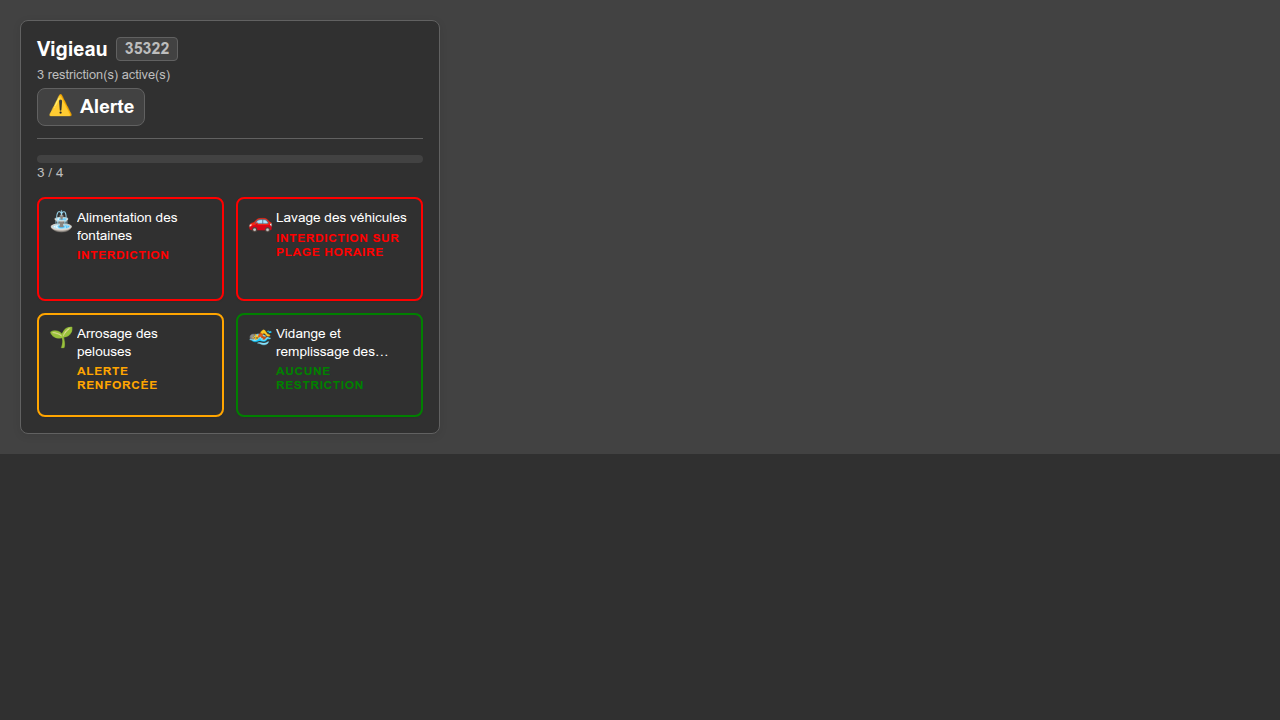 Vigieau 35322
3 restriction(s) active(s)
⚠️ Alerte
3 / 4
Alimentation des
fontaines
INTERDICTION
Lavage des véhicules
INTERDICTION SUR
PLAGE HORAIRE
Arrosage des
pelouses
ALERTE
RENFORCÉE
Vidange et
remplissage des…
AUCUNE
RESTRICTION